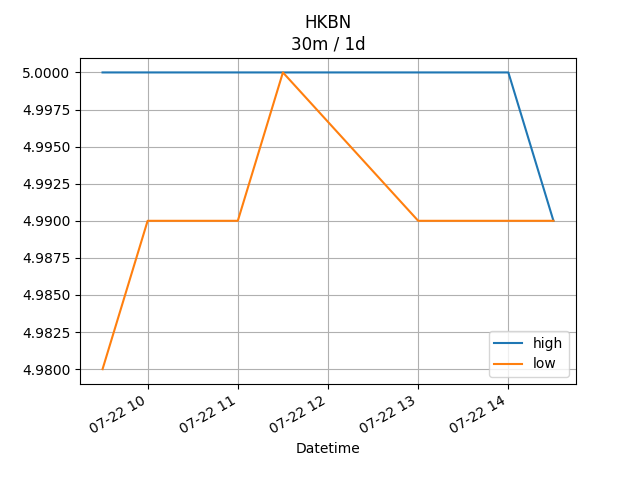 HKBN
30m / 1d
5.0000
4.9975
4.9950
4.9925
4.9900
4.9875
4.9850
4.9825
4.9800
high
low
07-22 10
07-22 11
07-22 12
07-22 13
07-22 14
Datetime